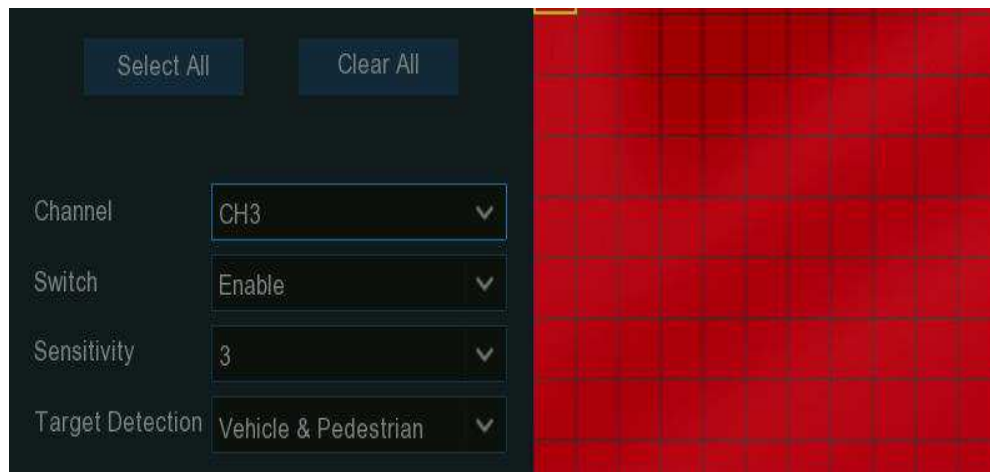 Select All Clear All
Channel CH3
Switch Enable
Sensitivity 3
Target Detection Vehicle & Pedestrian